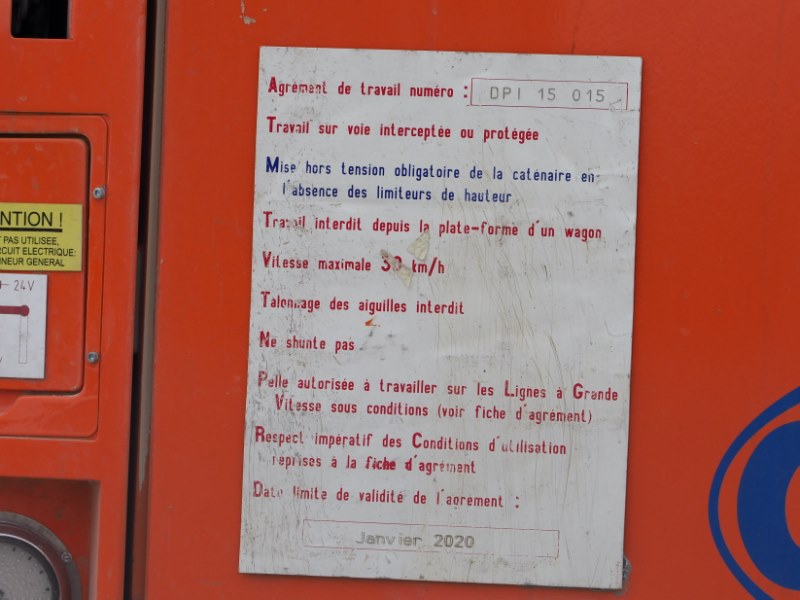 Agrément de travail numéro : DPI 15 015
Travail sur voie interceptée ou protégée
Mise hors tension obligatoire de la caténaire en
l'absence des limiteurs de hauteur
Travail interdit depuis la plate-forme d'un wagon
Vitesse maximale 30 km/h
Talonnage des aiguilles interdit
Ne shunte pas
Pelle autorisée à travailler sur les Lignes à Grande
Vitesse sous conditions (voir fiche d'agrément)
Respect impératif des Conditions d'utilisation
reprises à la fiche d'agrément
Date limite de validité de l'agrément :
Janvier 2020
NTION !
PAS UTILISEE,
RCUIT ELECTRIQUE:
NNEUR GENERAL
24V